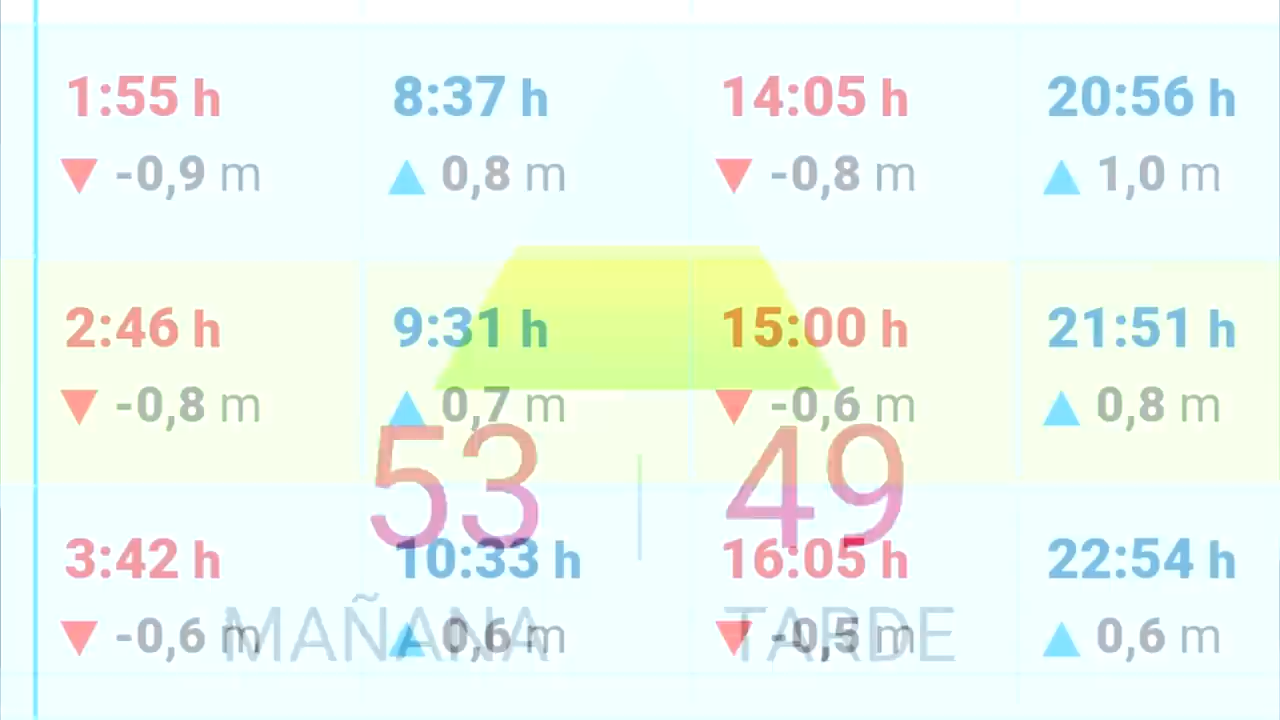 1:55 h 8:37 h 14:05 h 20:56 h
▼ -0,9 m ▲ 0,8 m ▼ -0,8 m ▲ 1,0 m
2:46 h 9:31 h 15:00 h 21:51 h
▼ -0,8 m ▲ 0,7 m ▼ -0,6 m ▲ 0,8 m
53 49
3:42 h 10:33 h 16:05 h 22:54 h
MAÑANA TARDE
▼ -0,6 m ▲ 0,6 m ▼ -0,5 m ▲ 0,6 m